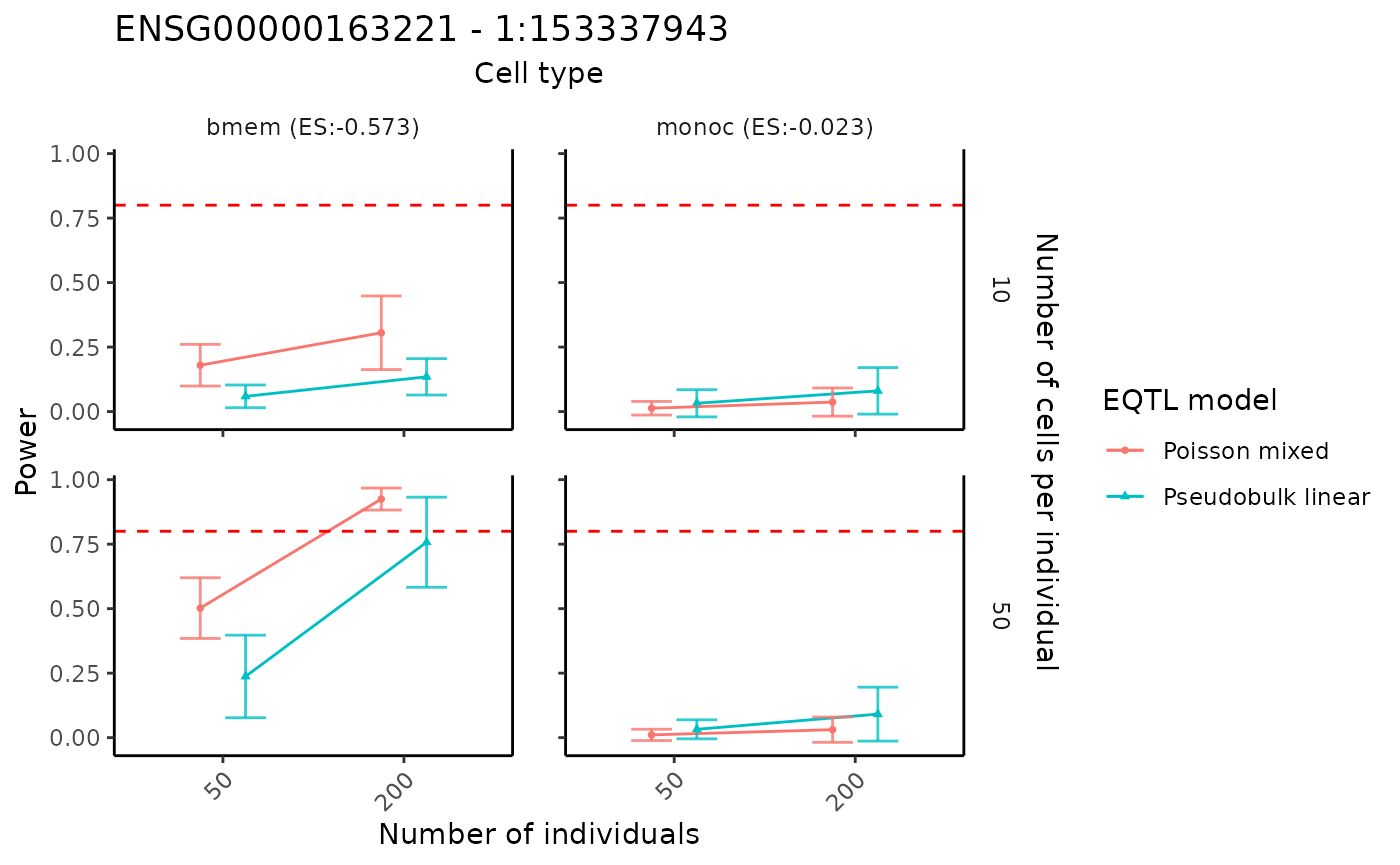 ENSG00000163221 - 1:153337943
Cell type
bmem (ES:-0.573)
monoc (ES:-0.023)
1.00
0.75
0.50
0.25
0.00
10
1.00
0.75
0.50
0.25
0.00
50
Power
Number of cells per individual
50
200
50
200
Number of individuals
EQTL model
Poisson mixed
Pseudobulk linear